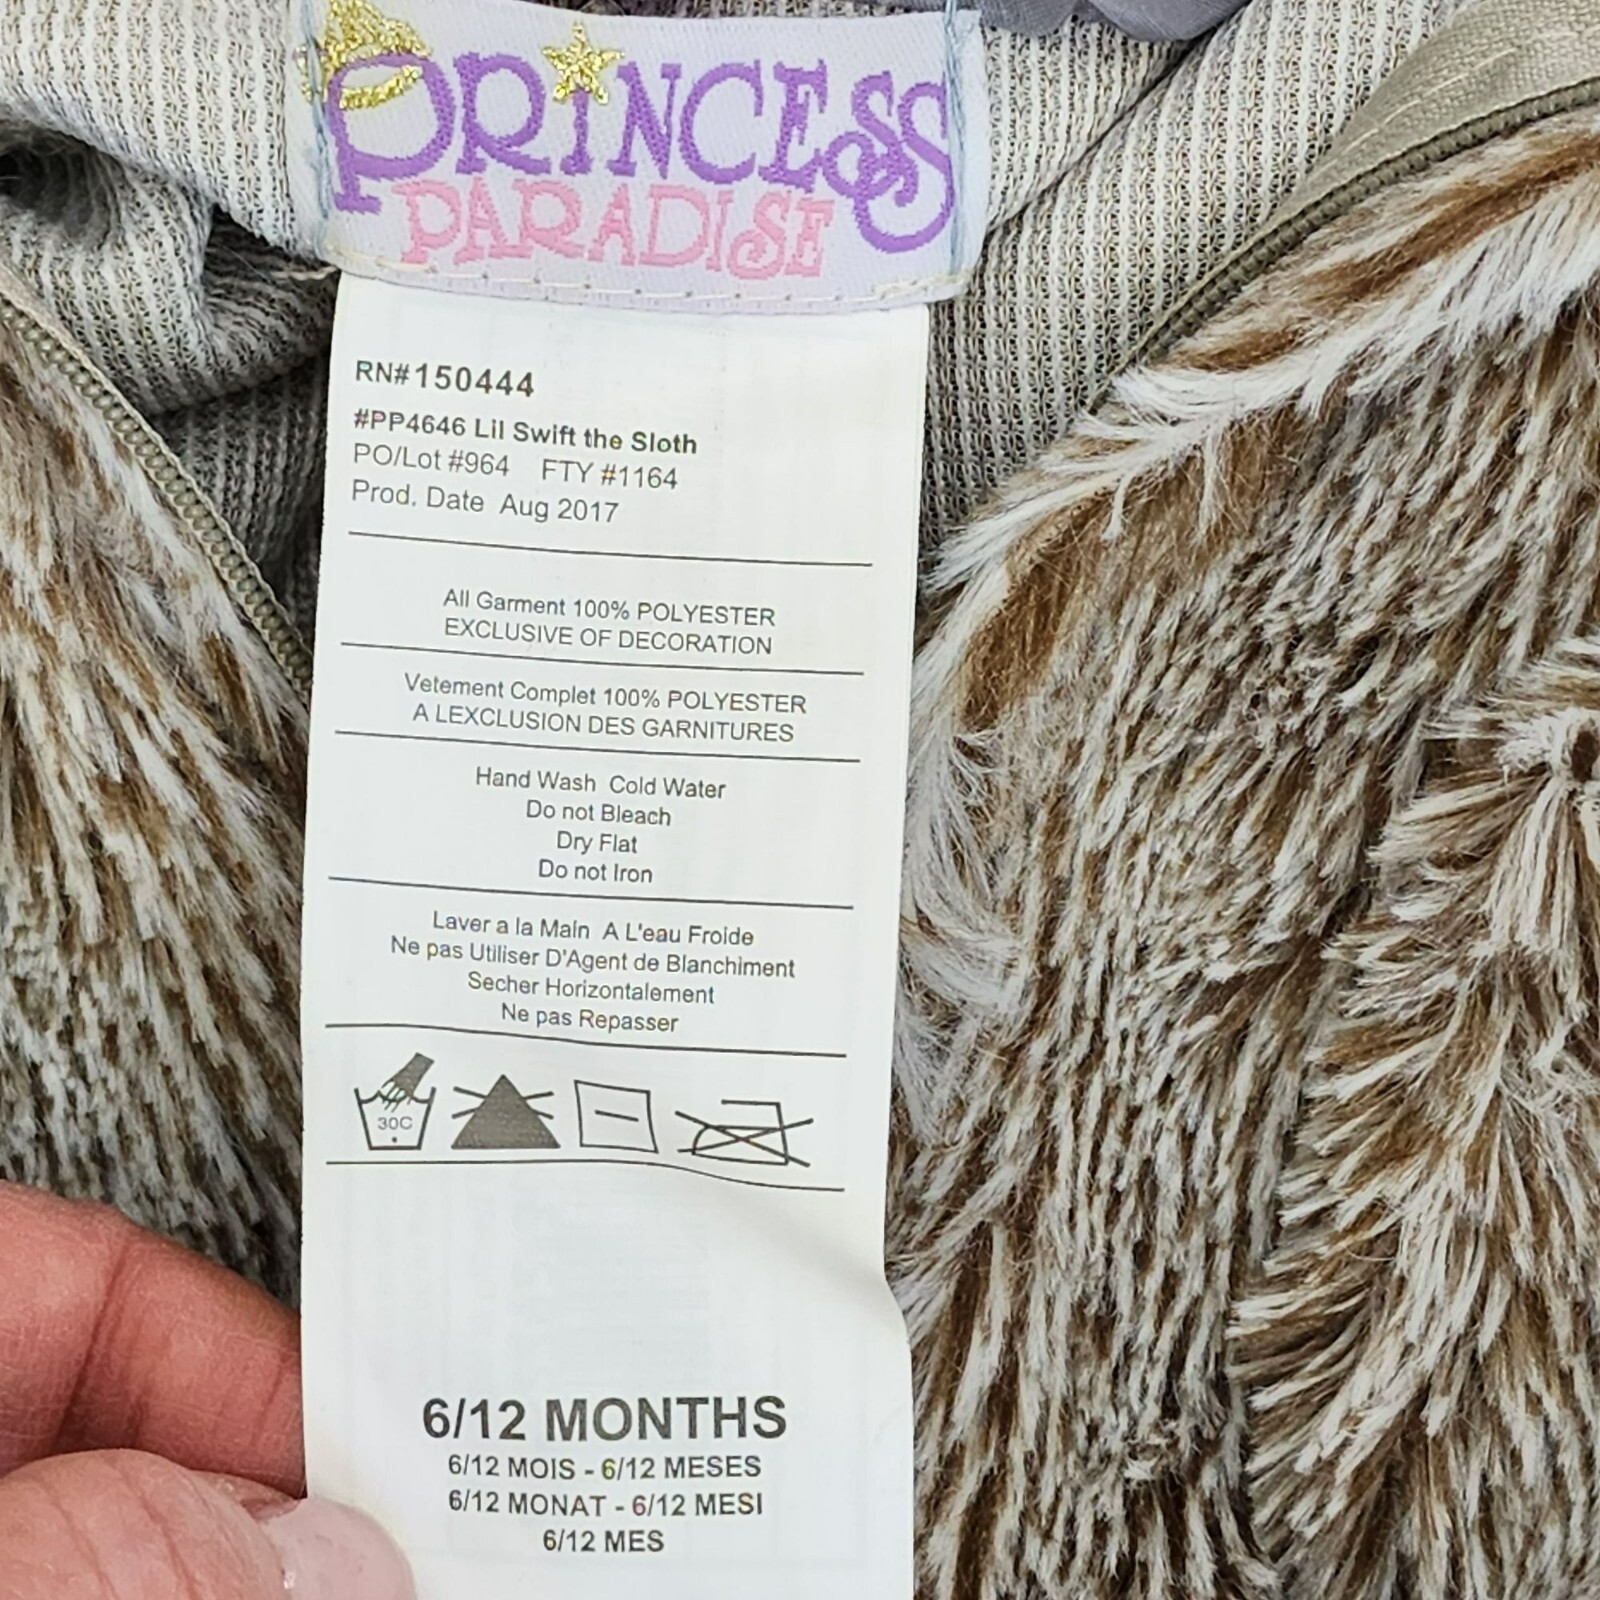 PRINCESS
PARADISE
RN#150444
#PP4646 Lil Swift the Sloth
PO/Lot #964 FTY #1164
Prod. Date Aug 2017
All Garment 100% POLYESTER
EXCLUSIVE OF DECORATION
Vetement Complet 100% POLYESTER
A LEXCLUSION DES GARNITURES
Hand Wash Cold Water
Do not Bleach
Dry Flat
Do not Iron
Laver a la Main A L'eau Froide
Ne pas Utiliser D'Agent de Blanchiment
Secher Horizontalement
Ne pas Repasser
30C
6/12 MONTHS
6/12 MOIS - 6/12 MESES
6/12 MONAT - 6/12 MESI
6/12 MES